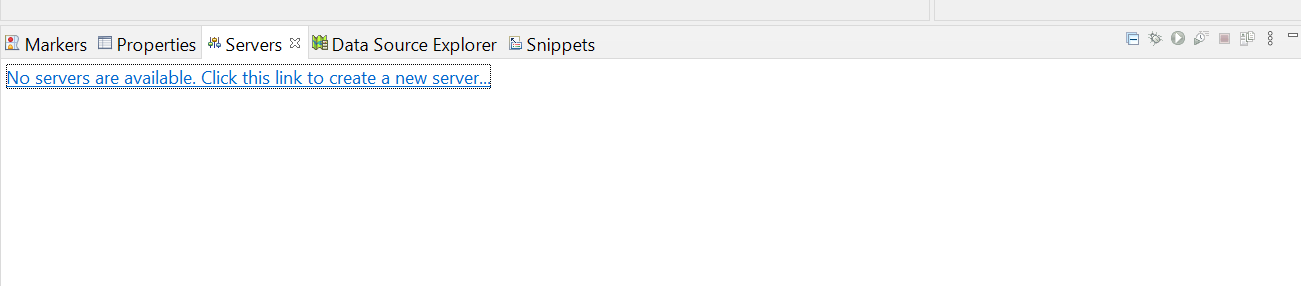 Markers Properties Servers Data Source Explorer Snippets
No servers are available. Click this link to create a new server...